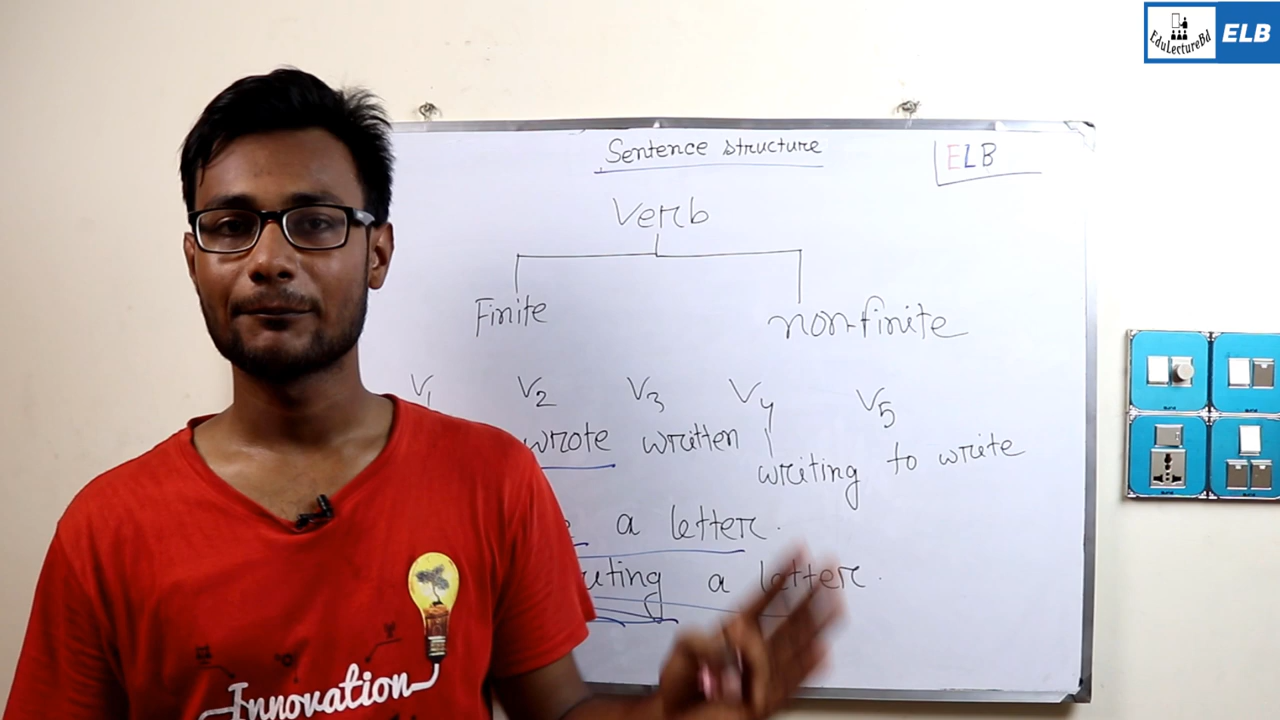 EduLectureBd ELB
Sentence structure
ELB
Verb
Finite non-finite
V1 V2 V3 V4 V5
wrote written writing to write
a letter.
a letter.
Innovation